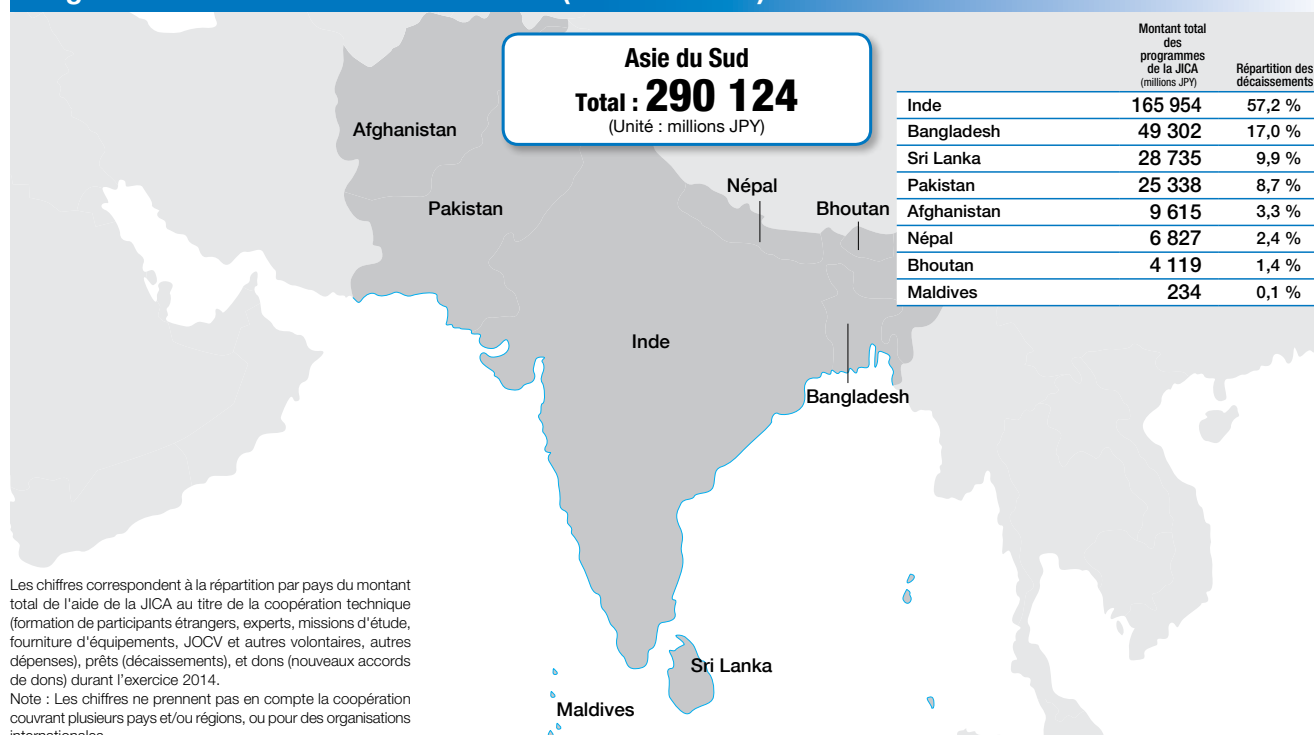 Asie du Sud
Total : 290 124
(Unité : millions JPY)
Montant total
des
programmes
de la JICA
(millions JPY)
Répartition des
décaissements
Inde 165 954 57,2 %
Bangladesh 49 302 17,0 %
Sri Lanka 28 735 9,9 %
Pakistan 25 338 8,7 %
Afghanistan 9 615 3,3 %
Népal 6 827 2,4 %
Bhoutan 4 119 1,4 %
Maldives 234 0,1 %
Afghanistan
Pakistan
Népal
Bhoutan
Inde
Bangladesh
Sri Lanka
Maldives
Les chiffres correspondent à la répartition par pays du montant
total de l'aide de la JICA au titre de la coopération technique
(formation de participants étrangers, experts, missions d'étude,
fourniture d'équipements, JOCV et autres volontaires, autres
dépenses), prêts (décaissements), et dons (nouveaux accords
de dons) durant l'exercice 2014.
Note : Les chiffres ne prennent pas en compte la coopération
couvrant plusieurs pays et/ou régions, ou pour des organisations
internationales.